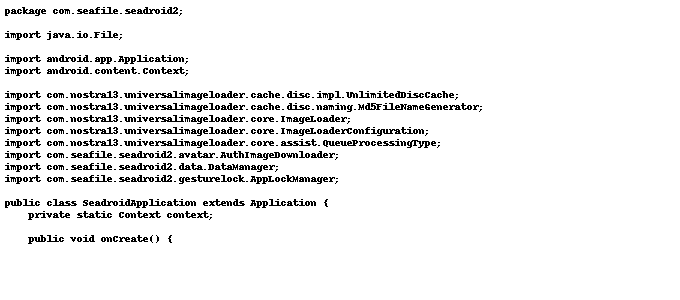 package com.seafile.seadroid2;

import java.io.File;

import android.app.Application;
import android.content.Context;

import com.nostra13.universalimageloader.cache.disc.impl.UnlimitedDiscCache;
import com.nostra13.universalimageloader.cache.disc.naming.Md5FileNameGenerator;
import com.nostra13.universalimageloader.core.ImageLoader;
import com.nostra13.universalimageloader.core.ImageLoaderConfiguration;
import com.nostra13.universalimageloader.core.assist.QueueProcessingType;
import com.seafile.seadroid2.avatar.AuthImageDownloader;
import com.seafile.seadroid2.data.DataManager;
import com.seafile.seadroid2.gesturelock.AppLockManager;

public class SeadroidApplication extends Application {
    private static Context context;

    public void onCreate() {